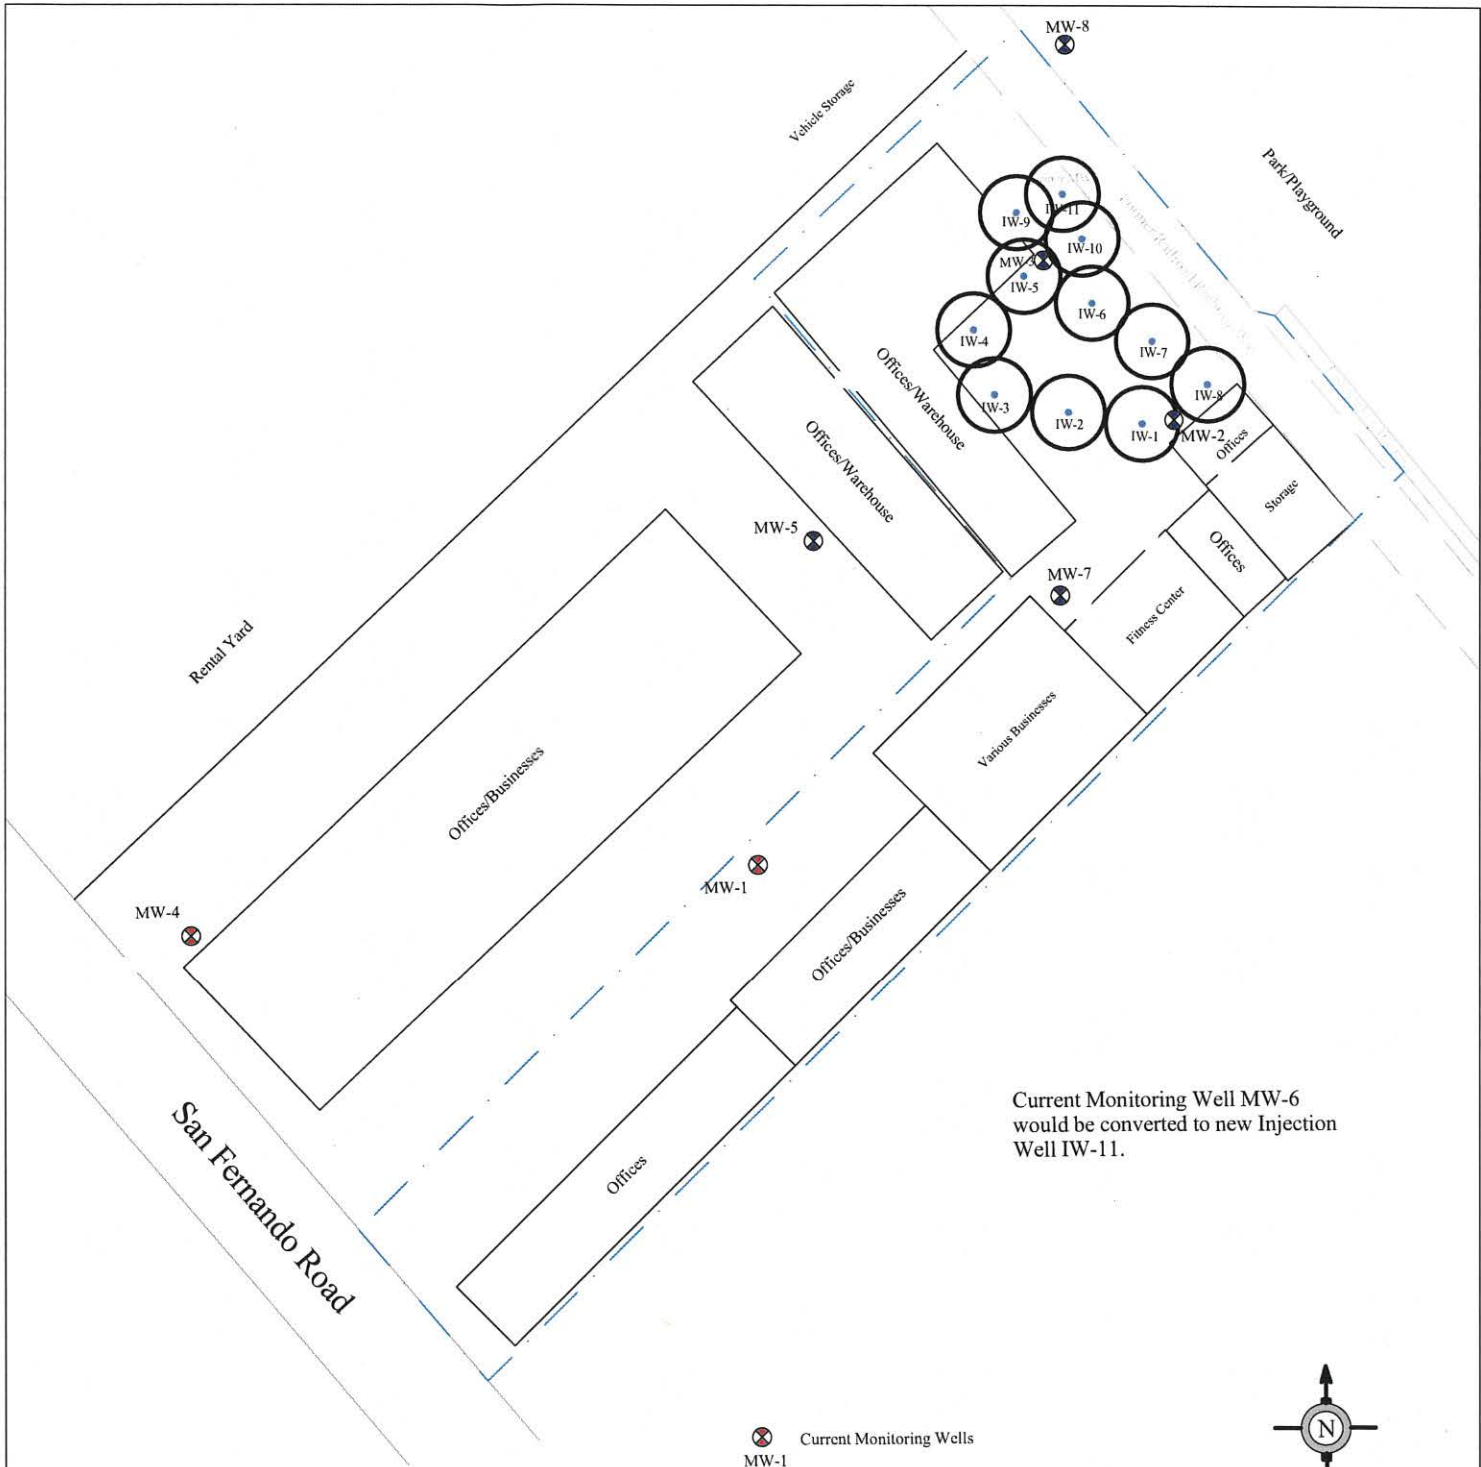 MW-8
Vehicle Storage
Park/Playground
IW-11
IW-9
IW-10
MW-3
IW-5
IW-6
IW-4
IW-7
IW-8
IW-3
IW-2
IW-1
MW-2
Offices
Storage
Offices/Warehouse
Offices/Warehouse
MW-5
Offices
MW-7
Fitness Center
Rental Yard
Various Businesses
Offices/Businesses
MW-1
MW-4
Offices/Businesses
Current Monitoring Well MW-6
would be converted to new Injection
Well IW-11.
San Fernando Road
Offices
Current Monitoring Wells
MW-1
N